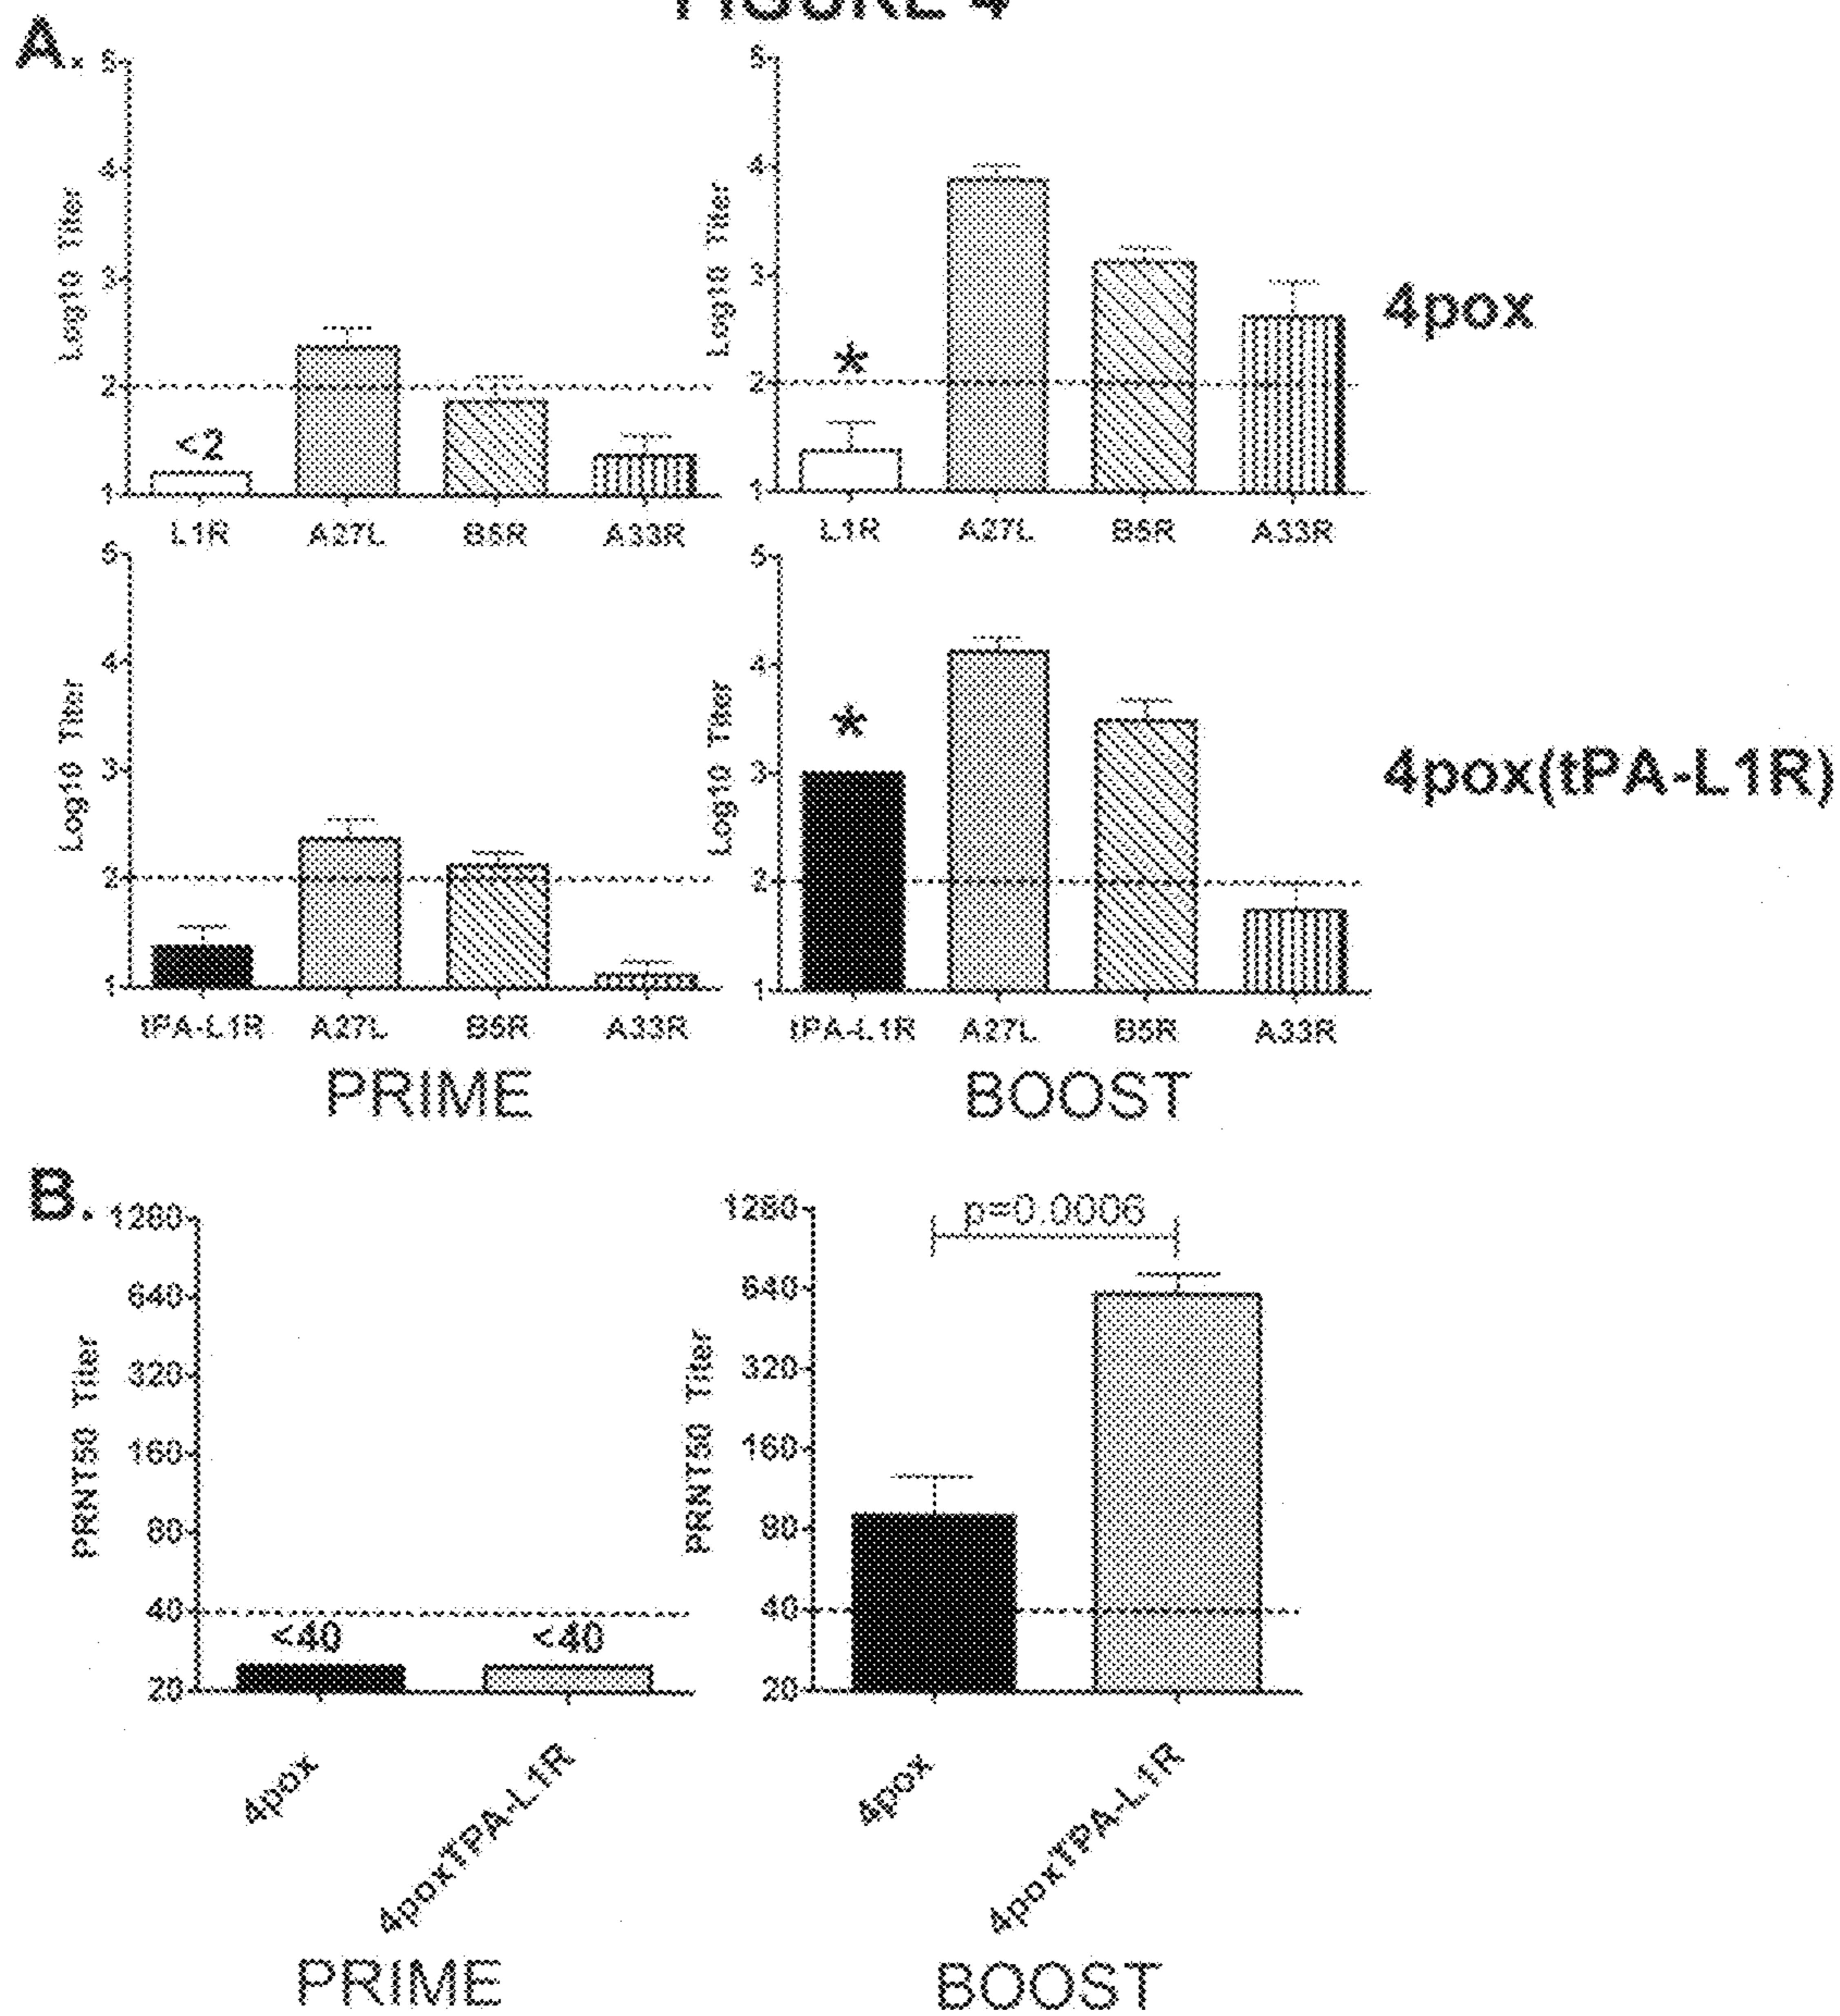 FIGURE 4
A.
5
4
3
2
1
Log10 Titer
<2
L1R A27L B5R A33R
5
4
3
2
1
Log10 Titer
*
L1R A27L B5R A33R
4pox
5
4
3
2
1
Log10 Titer
tPA-L1R A27L B5R A33R
5
4
3
2
1
Log10 Titer
*
tPA-L1R A27L B5R A33R
4pox(tPA-L1R)
PRIME
BOOST
B.
1280
640
320
160
80
40
20
PRNT50 Titer
<40 <40
4pox
4poxTPA-L1R
PRIME
1280
640
320
160
80
40
20
PRNT50 Titer
p=0.0006
4pox
4poxTPA-L1R
BOOST